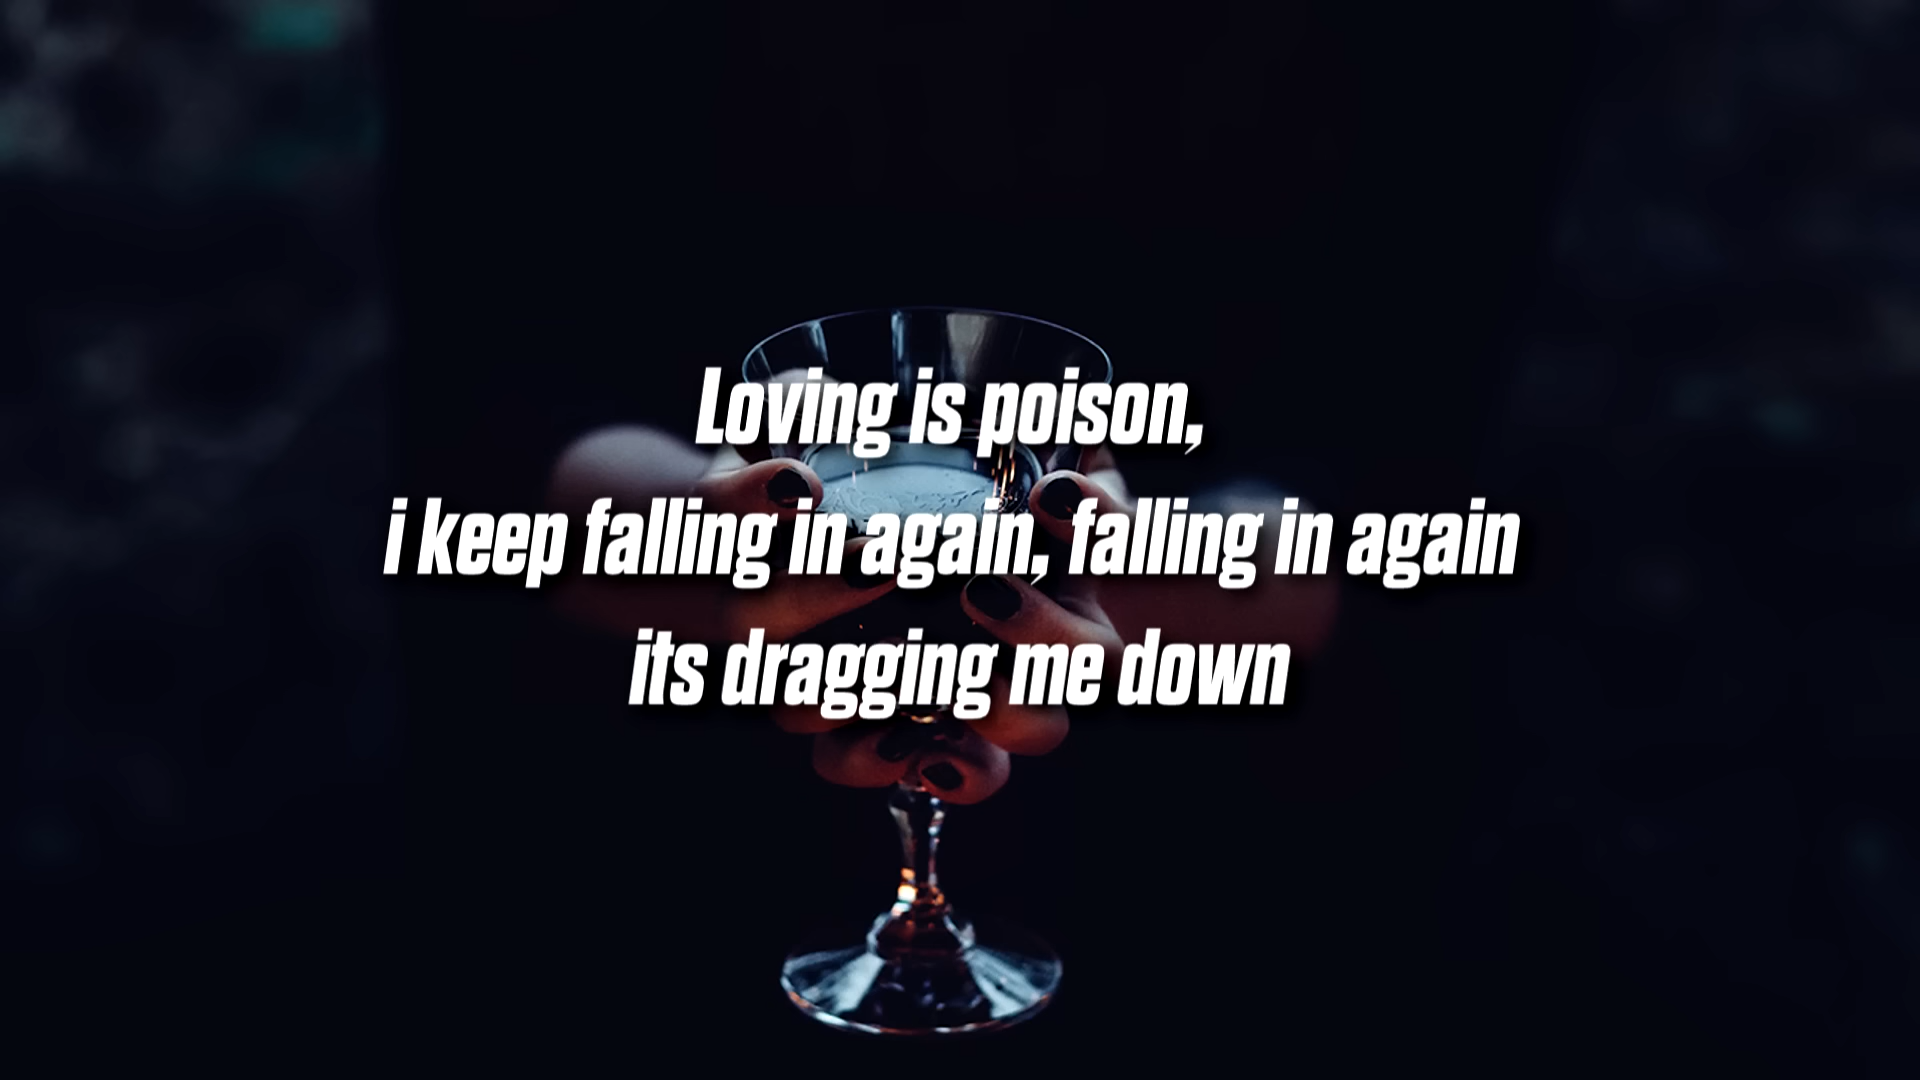 Loving is poison,
i keep falling in again, falling in again
its dragging me down